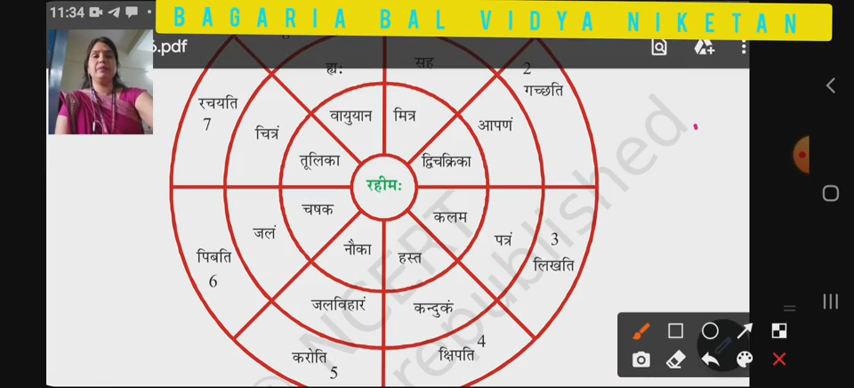 11:34
BAGARIA BAL VIDYA NIKETAN
.pdf
ह्यः
सह
2
गच्छति
रचयति
7
चित्रं
वायुयान
मित्र
आपणं
तूलिका
द्विचक्रिका
रहीमः
चषक
कलम
जलं
पत्रं
3
लिखति
पिबति
6
नौका
हस्त
जलविहारं
कन्दुकं
करोति
5
क्षिपति
4
NCERT
republished